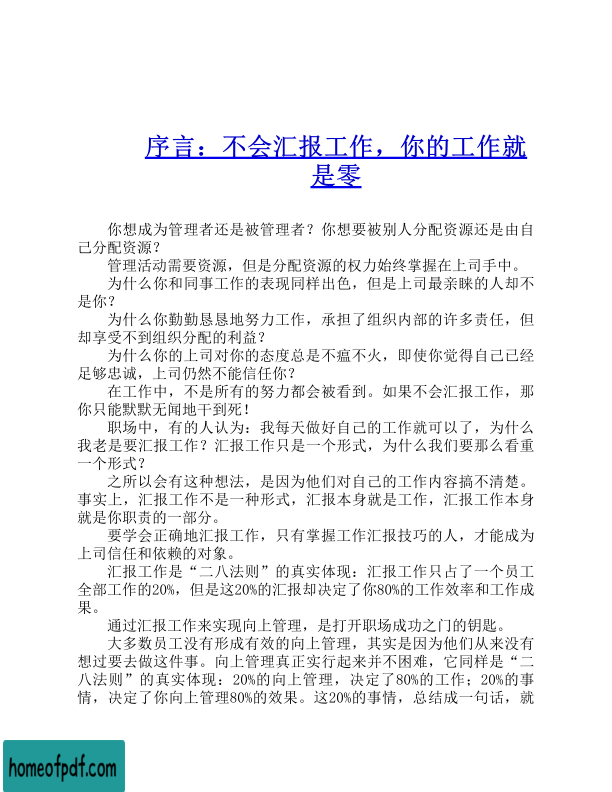 序言：不会汇报工作，你的工作就
是零
你想成为管理者还是被管理者？你想要被别人分配资源还是由自
己分配资源？
管理活动需要资源，但是分配资源的权力始终掌握在上司手中。
为什么你和同事工作的表现同样出色，但是上司最亲睐的人却不
是你？
为什么你勤勤恳恳地努力工作，承担了组织内部的许多责任，但
却享受不到组织分配的利益？
为什么你的上司对你的态度总是不瘟不火，即使你觉得自己已经
足够忠诚，上司仍然不能信任你？
在工作中，不是所有的努力都会被看到。如果不会汇报工作，那
你只能默默无闻地干到死！
职场中，有的人认为：我每天做好自己的工作就可以了，为什么
我老是要汇报工作？汇报工作只是一个形式，为什么我们要那么看重
一个形式？
之所以会有这种想法，是因为他们对自己的工作内容搞不清楚。
事实上，汇报工作不是一种形式，汇报本身就是工作，汇报工作本身
就是你职责的一部分。
要学会正确地汇报工作，只有掌握工作汇报技巧的人，才能成为
上司信任和依赖的对象。
汇报工作是“二八法则”的真实体现：汇报工作只占了一个员工
全部工作的20%，但是这20%的汇报却决定了你80%的工作效率和工作成
果。
通过汇报工作来实现向上管理，是打开职场成功之门的钥匙。
大多数员工没有形成有效的向上管理，其实是因为他们从来没有
想过要去做这件事。向上管理真正实行起来并不困难，它同样是“二
八法则”的真实体现：20%的向上管理，决定了80%的工作；20%的事
情，决定了你向上管理80%的效果。这20%的事情，总结成一句话，就
homeofpdf.com